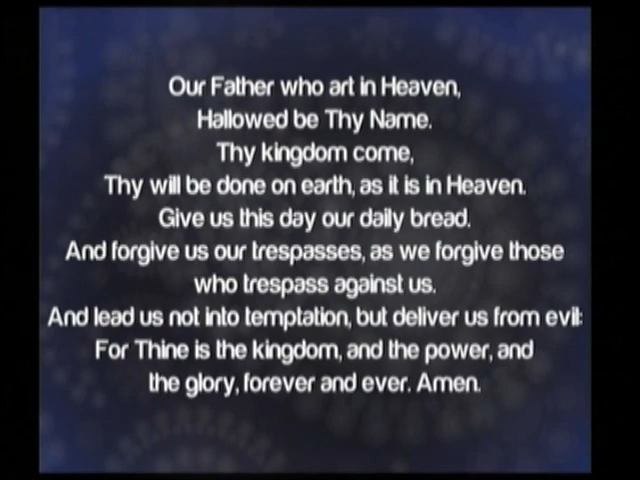 Our Father who art in Heaven,
Hallowed be Thy Name.
Thy kingdom come,
Thy will be done on earth, as it is in Heaven.
Give us this day our daily bread.
And forgive us our trespasses, as we forgive those
who trespass against us.
And lead us not into temptation, but deliver us from evil:
For Thine is the kingdom, and the power, and
the glory, forever and ever. Amen.